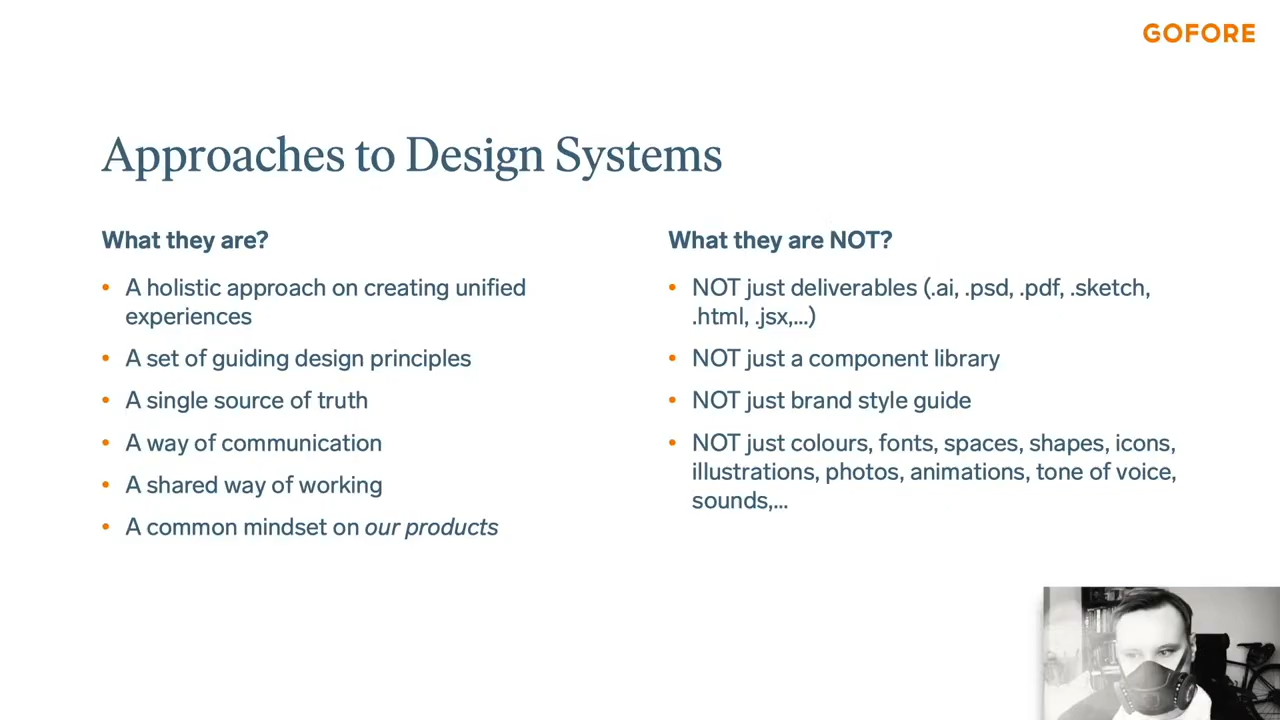 GOFORE
Approaches to Design Systems
What they are?
• A holistic approach on creating unified
experiences
• A set of guiding design principles
• A single source of truth
• A way of communication
• A shared way of working
• A common mindset on our products
What they are NOT?
• NOT just deliverables (.ai, .psd, .pdf, .sketch,
.html, .jsx,...)
• NOT just a component library
• NOT just brand style guide
• NOT just colours, fonts, spaces, shapes, icons,
illustrations, photos, animations, tone of voice,
sounds,...